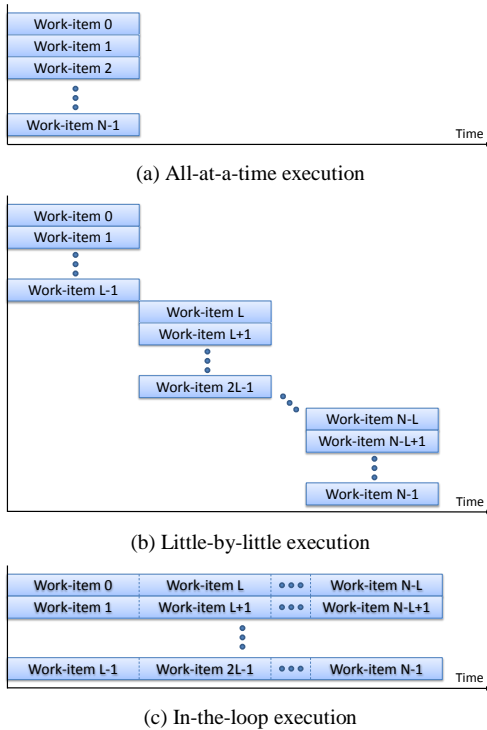 Work-item 0
Work-item 1
Work-item 2
Work-item N-1
Time
(a) All-at-a-time execution
Work-item 0
Work-item 1
Work-item L-1
Work-item L
Work-item L+1
Work-item 2L-1
Work-item N-L
Work-item N-L+1
Work-item N-1
Time
(b) Little-by-little execution
Work-item 0 Work-item L Work-item N-L
Work-item 1 Work-item L+1 Work-item N-L+1
Work-item L-1 Work-item 2L-1 Work-item N-1
Time
(c) In-the-loop execution